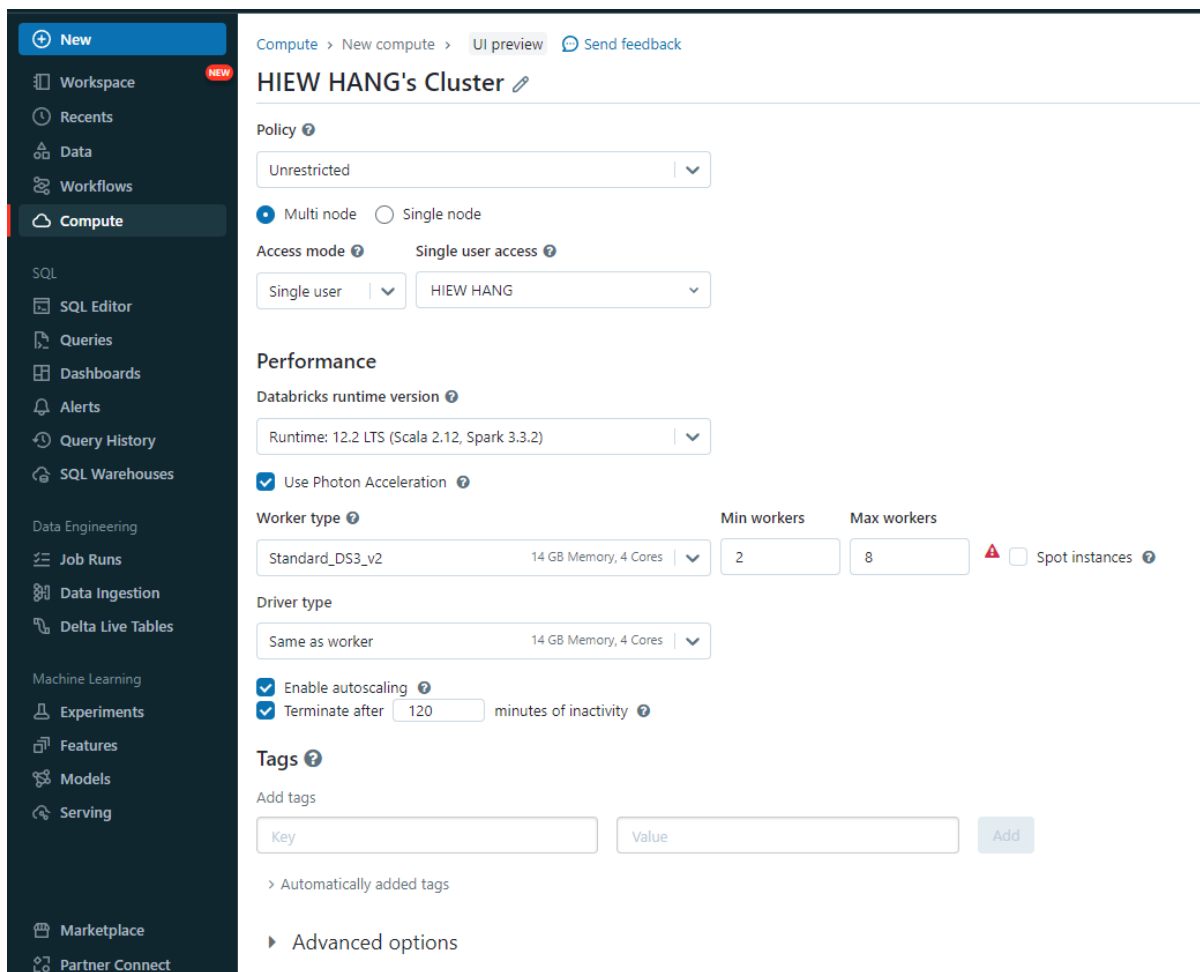 New
Workspace
NEW
Recents
Data
Workflows
Compute
SQL
SQL Editor
Queries
Dashboards
Alerts
Query History
SQL Warehouses
Data Engineering
Job Runs
Data Ingestion
Delta Live Tables
Machine Learning
Experiments
Features
Models
Serving
Marketplace
Partner Connect
Compute > New compute > UI preview Send feedback
HIEW HANG's Cluster
Policy ?
Unrestricted
Multi node Single node
Access mode ? Single user access ?
Single user HIEW HANG
Performance
Databricks runtime version ?
Runtime: 12.2 LTS (Scala 2.12, Spark 3.3.2)
Use Photon Acceleration ?
Worker type ? Min workers Max workers
Standard_DS3_v2 14 GB Memory, 4 Cores 2 8 Spot instances ?
Driver type
Same as worker 14 GB Memory, 4 Cores
Enable autoscaling ?
Terminate after 120 minutes of inactivity ?
Tags ?
Add tags
Key Value Add
> Automatically added tags
Advanced options